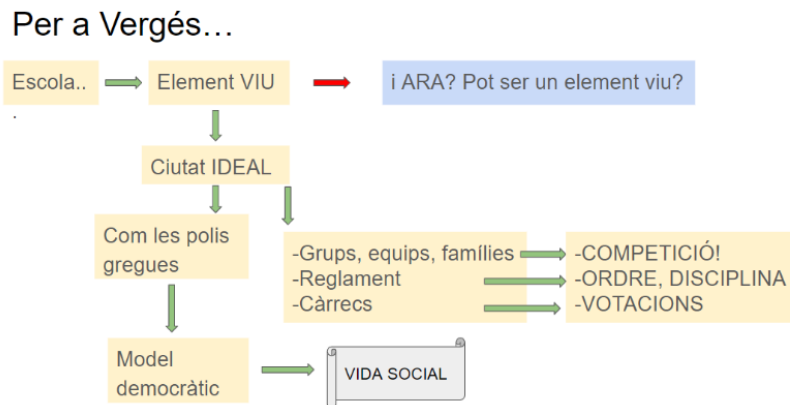 Per a Vergés…
Escola..
.
Element VIU
i ARA? Pot ser un element viu?
Ciutat IDEAL
Com les polis
gregues
-Grups, equips, famílies
-Reglament
-Càrrecs
-COMPETICIÓ!
-ORDRE, DISCIPLINA
-VOTACIONS
Model
democràtic
VIDA SOCIAL